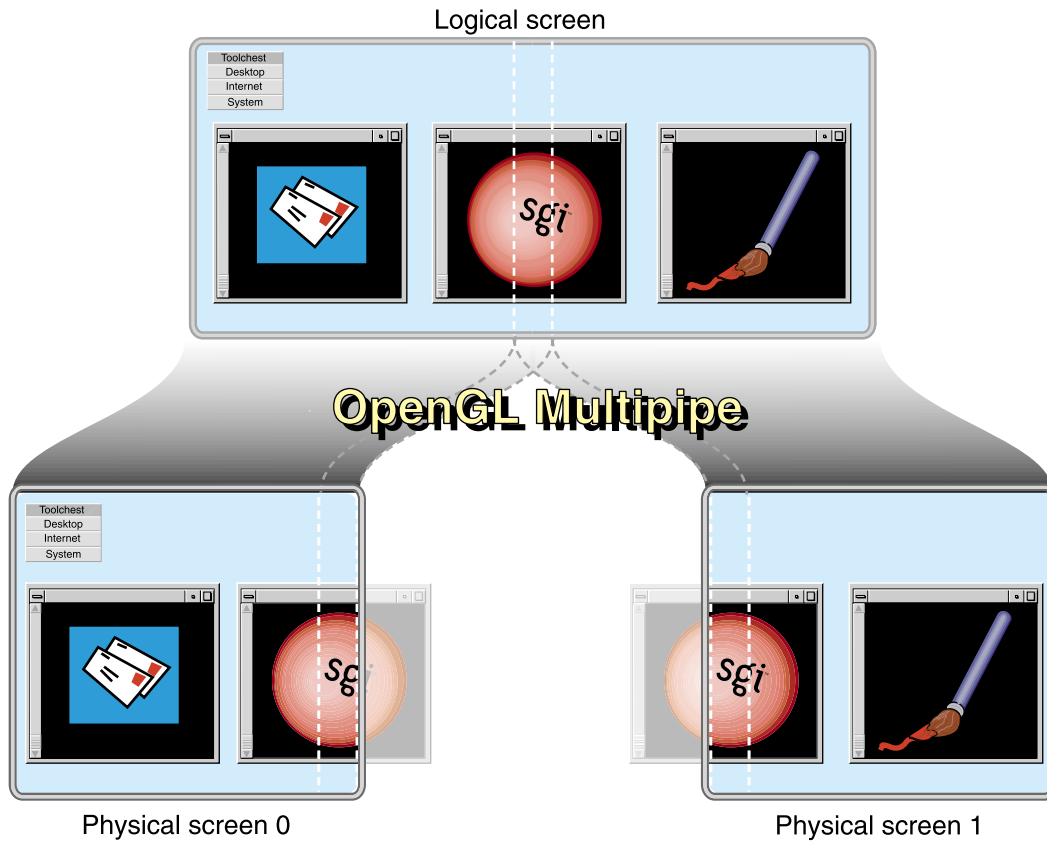 Logical screen
Toolchest
Desktop
Internet
System
sgi
OpenGL Multipipe
Toolchest
Desktop
Internet
System
sgi
sgi
Physical screen 0
Physical screen 1